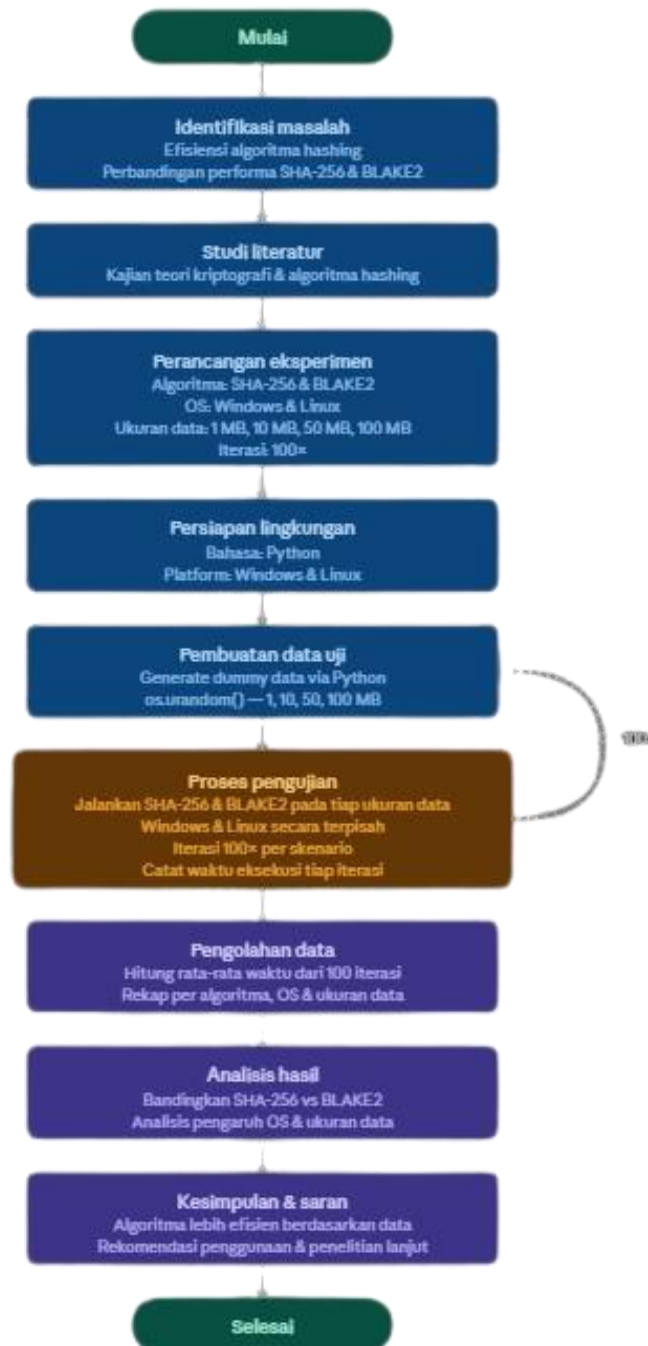 Mulai
Identifikasi masalah
Efisiensi algoritma hashing
Perbandingan performa SHA-256 & BLAKE2
Studi literatur
Kajian teori kriptografi & algoritma hashing
Perancangan eksperimen
Algoritma: SHA-256 & BLAKE2
OS: Windows & Linux
Ukuran data: 1 MB, 10 MB, 50 MB, 100 MB
Iterasi: 100×
Persiapan lingkungan
Bahasa: Python
Platform: Windows & Linux
Pembuatan data uji
Generate dummy data via Python
os.urandom() — 1, 10, 50, 100 MB
Proses pengujian
Jalankan SHA-256 & BLAKE2 pada tiap ukuran data
Windows & Linux secara terpisah
Iterasi 100× per skenario
Catat waktu eksekusi tiap iterasi
Pengolahan data
Hitung rata-rata waktu dari 100 iterasi
Rekap per algoritma, OS & ukuran data
Analisis hasil
Bandingkan SHA-256 vs BLAKE2
Analisis pengaruh OS & ukuran data
Kesimpulan & saran
Algoritma lebih efisien berdasarkan data
Rekomendasi penggunaan & penelitian lanjut
Selesai